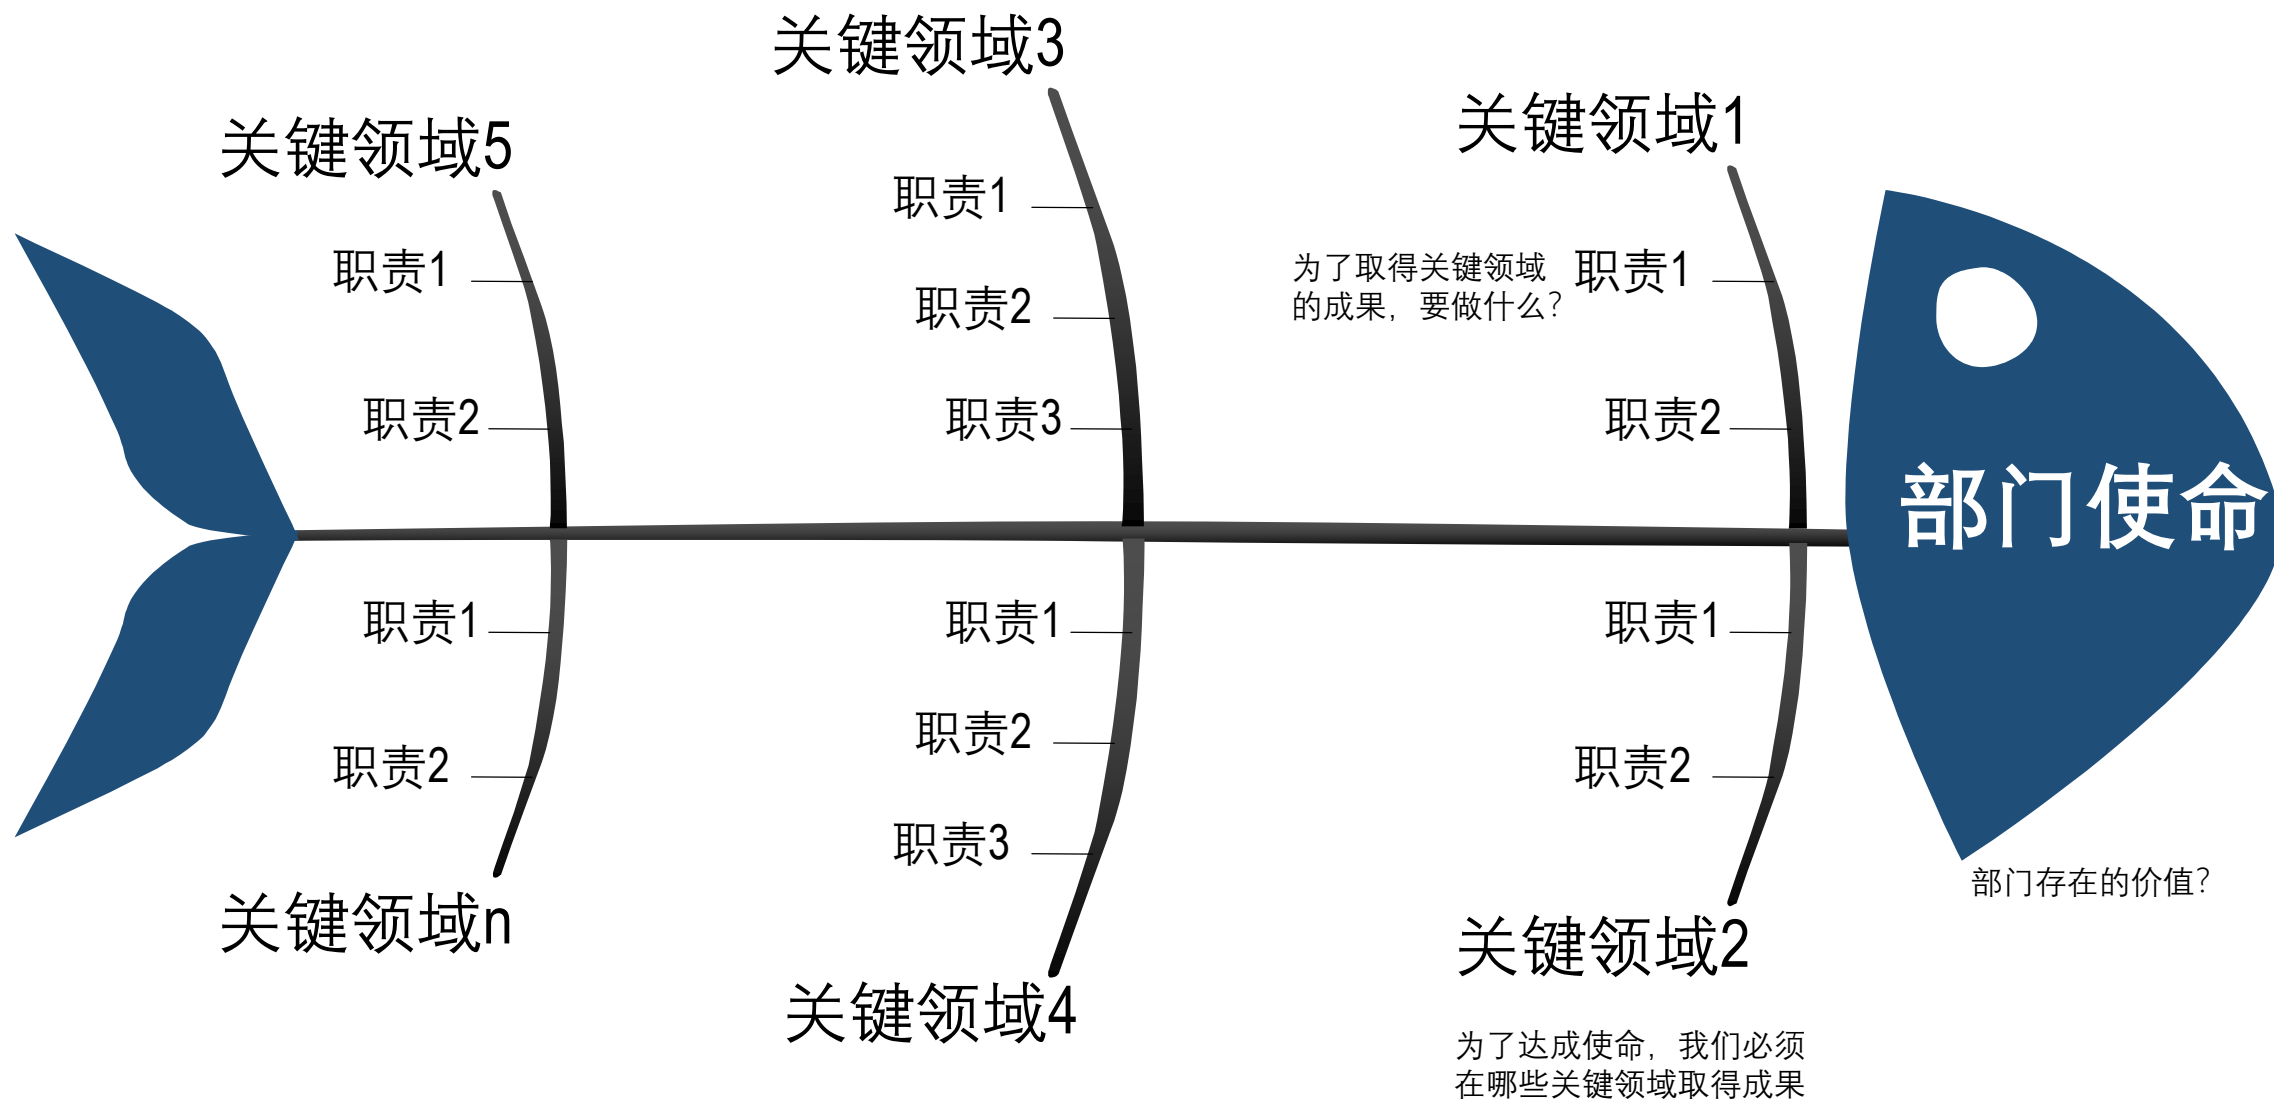 关键领域3
关键领域1
关键领域5
职责1
职责1
为了取得关键领域
的成果，要做什么？
职责1
职责2
职责2
职责3
职责2
部门使命
职责1
职责1
职责1
职责2
职责2
职责2
职责3
部门存在的价值？
关键领域n
关键领域2
关键领域4
为了达成使命，我们必须
在哪些关键领域取得成果